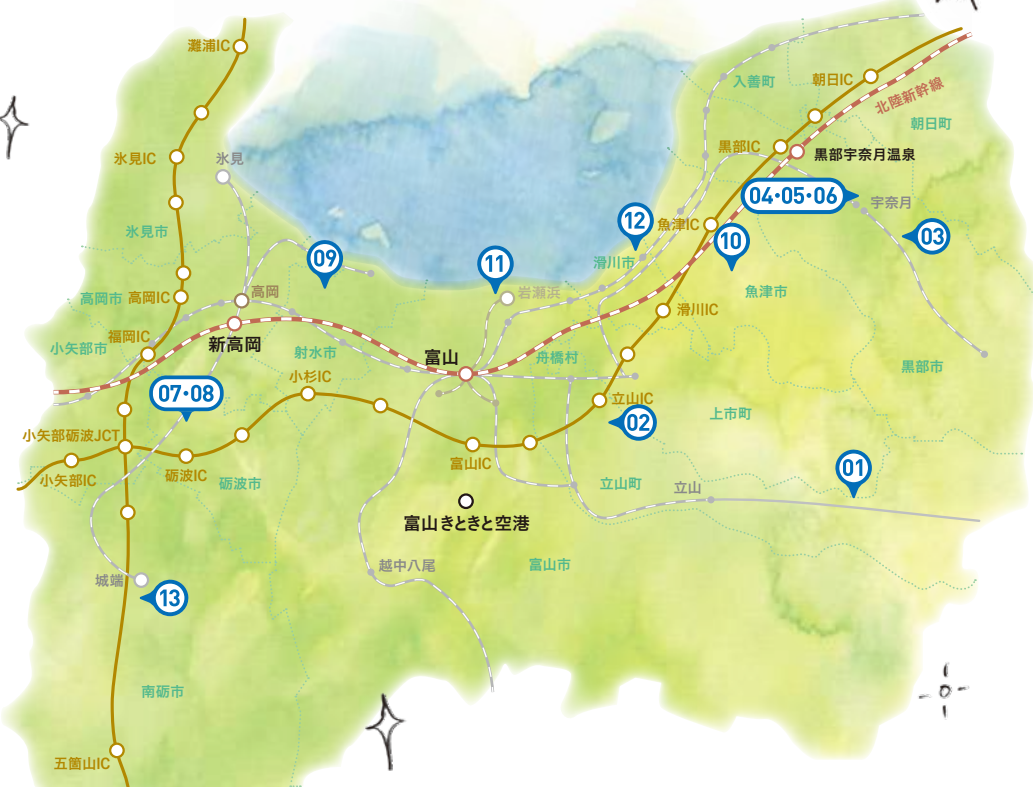 灘浦IC
入善町
朝日IC
北陸新幹線
朝日町
氷見IC
氷見
黒部IC
黒部宇奈月温泉
04・05・06
宇奈月
氷見市
12
魚津IC
10
03
09
11
滑川市
高岡市
高岡IC
高岡
岩瀬浜
魚津市
滑川IC
福岡IC
小矢部市
新高岡
射水市
富山
舟橋村
黒部市
小杉IC
07・08
立山IC
02
上市町
小矢部砺波JCT
小矢部IC
砺波IC
砺波市
富山IC
01
立山町
立山
富山きときと空港
越中八尾
富山市
城端
13
南砺市
五箇山IC